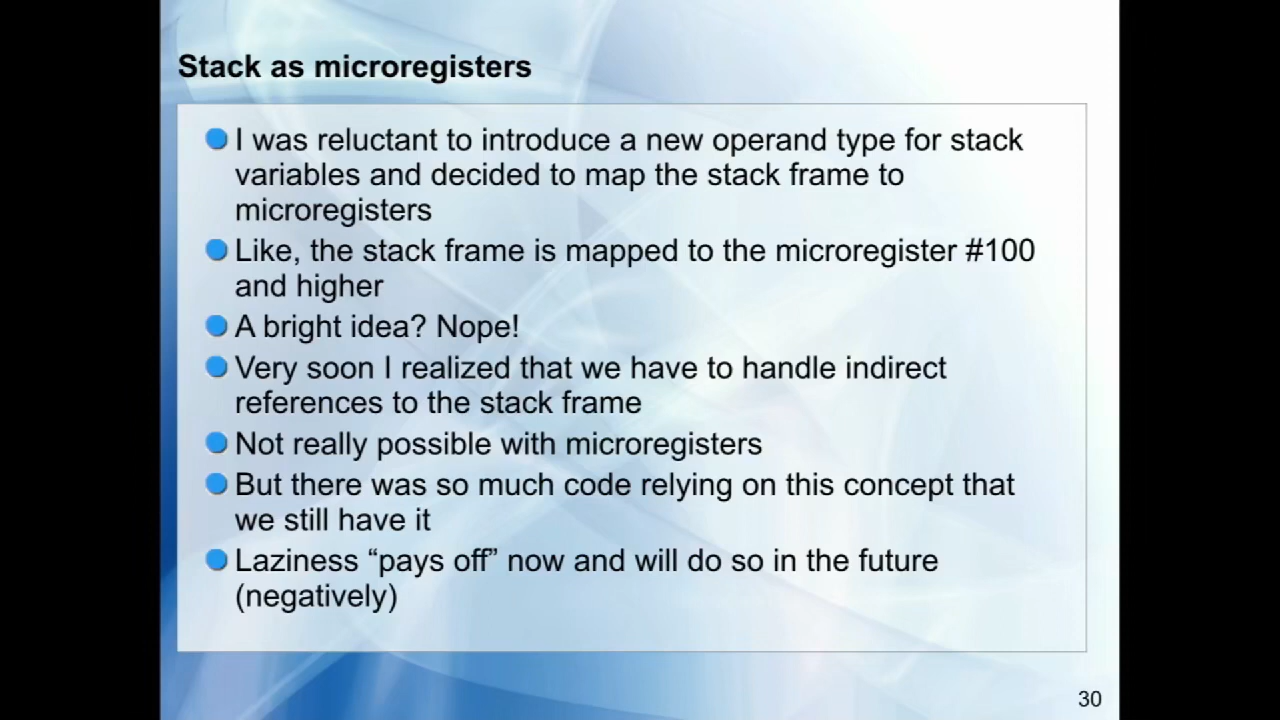 Stack as microregisters
I was reluctant to introduce a new operand type for stack
variables and decided to map the stack frame to
microregisters
Like, the stack frame is mapped to the microregister #100
and higher
A bright idea? Nope!
Very soon I realized that we have to handle indirect
references to the stack frame
Not really possible with microregisters
But there was so much code relying on this concept that
we still have it
Laziness “pays off” now and will do so in the future
(negatively)
30